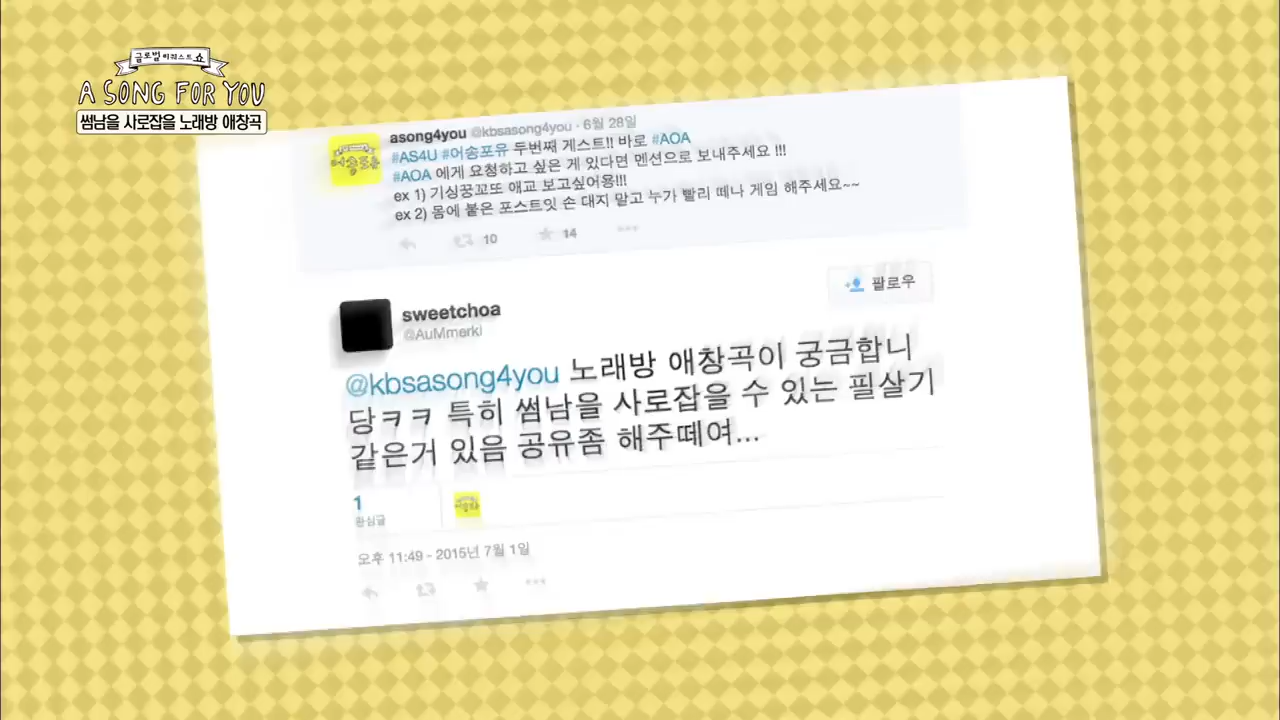 글로벌 리퀘스트 쇼
A SONG FOR YOU
썸남을 사로잡을 노래방 애창곡
asong4you @kbsasong4you · 6월 28일
#AS4U #어송포유 두번째 게스트!! 바로 #AOA
#AOA 에게 요청하고 싶은 게 있다면 멘션으로 보내주세요 !!!
ex 1) 기싱꿍꼬또 애교 보고싶어용!!!
ex 2) 몸에 붙은 포스트잇 손 대지 말고 누가 빨리 떼나 게임 해주세요~~
10 14
sweetchoa
@AuMmerki
팔로우
@kbsasong4you 노래방 애창곡이 궁금합니
당ㅋㅋ 특히 썸남을 사로잡을 수 있는 필살기
같은거 있음 공유좀 해주떼여...
1
관심글
오후 11:49 - 2015년 7월 1일